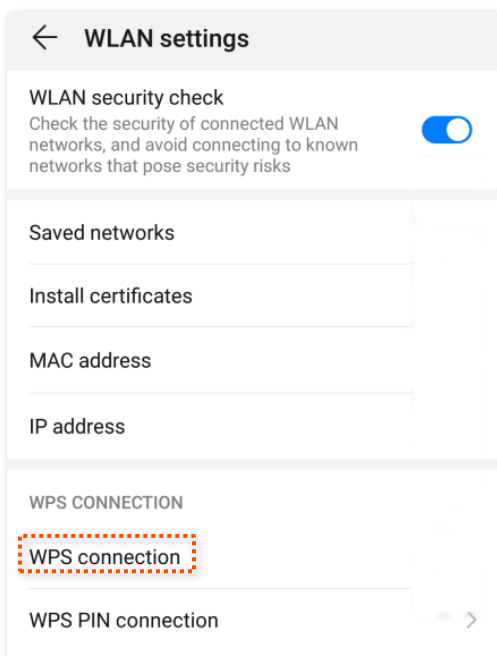 WLAN settings
WLAN security check
Check the security of connected WLAN
networks, and avoid connecting to known
networks that pose security risks
Saved networks
Install certificates
MAC address
IP address
WPS CONNECTION
WPS connection
WPS PIN connection